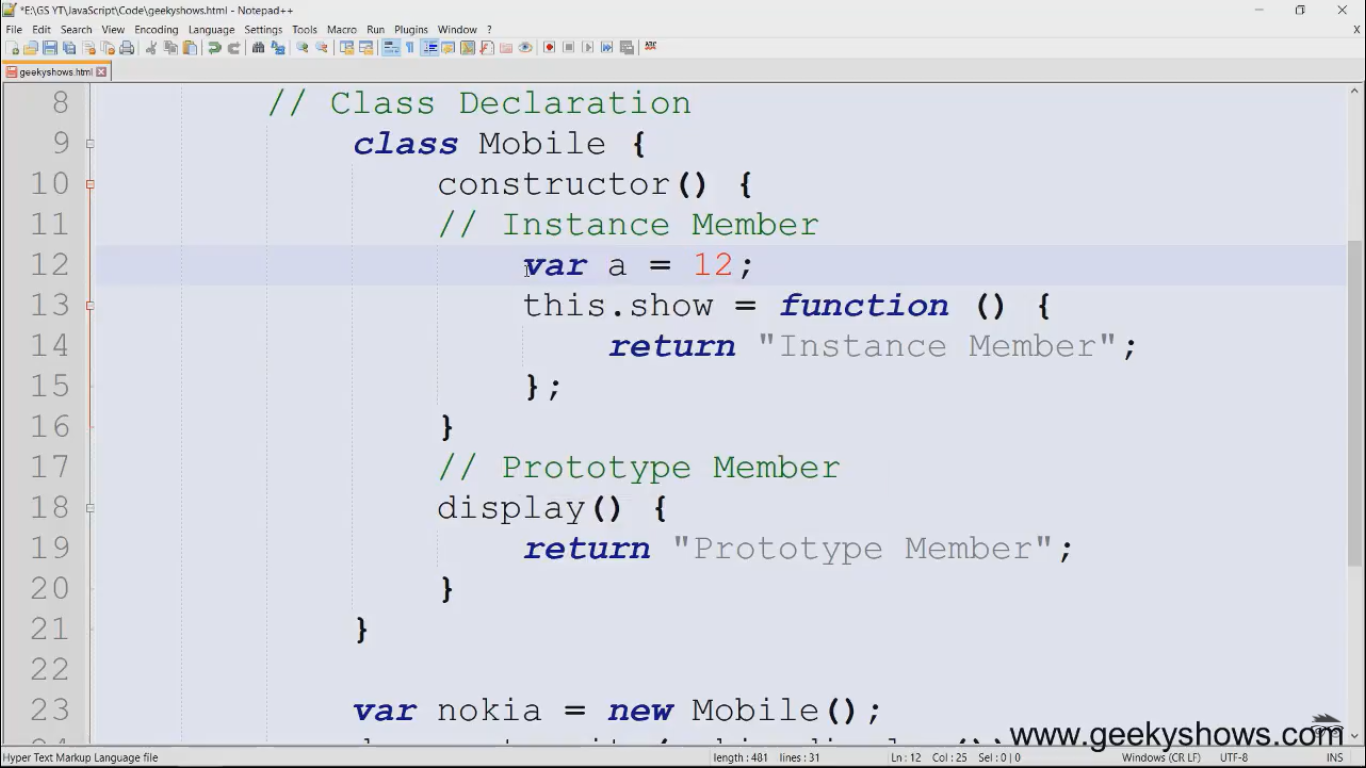 *E:\GS YT\JavaScript\Code\geekyshows.html - Notepad++
File Edit Search View Encoding Language Settings Tools Macro Run Plugins Window ?
X
geekyshows.html
8 // Class Declaration
9 class Mobile {
10 constructor() {
11 // Instance Member
12 var a = 12;
13 this.show = function () {
14 return "Instance Member";
15 };
16 }
17 // Prototype Member
18 display() {
19 return "Prototype Member";
20 }
21 }
22
23 var nokia = new Mobile();
www.geekyshows.com
Hyper Text Markup Language file length : 481 lines : 31 Ln : 12 Col : 25 Sel : 0 | 0 Windows (CR LF) UTF-8 INS